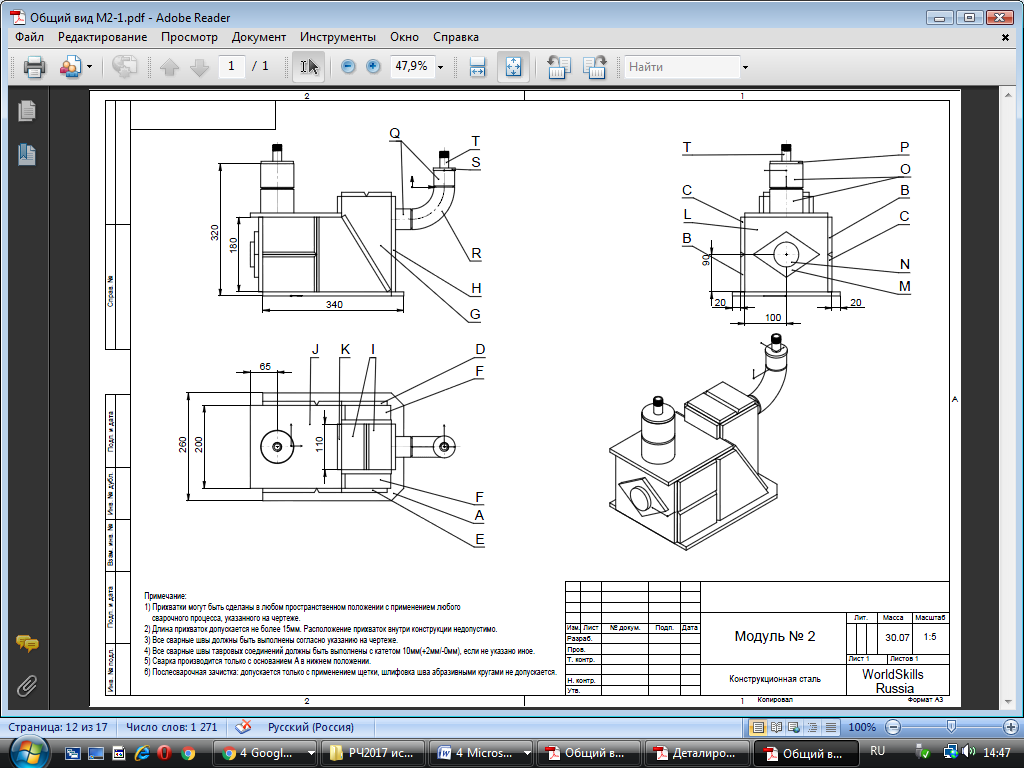 Общий вид M2-1.pdf - Adobe Reader
Файл Редактирование Просмотр Документ Инструменты Окно Справка
1 / 1 47,9% Найти
2 1
Q T S R H G
320 180 340
T P O B C N M
C L B
90 20 100 20
J K I D F
65
260 200 110
F A E
A
Справ. №
Подп. и дата
Инв. № дубл.
Взам. инв. №
Подп. и дата
Инв. № подл.
Примечание:
1) Прихватки могут быть сделаны в любом пространственном положении с применением любого
сварочного процесса, указанного на чертеже.
2) Длина прихваток допускается не более 15мм. Расположение прихваток внутри конструкции недопустимо.
3) Все сварные швы должны быть выполнены согласно указанию на чертеже.
4) Все сварные швы тавровых соединений должны быть выполнены с катетом 10мм(+2мм/-0мм), если не указано иное.
5) Сварка производится только с основанием А в нижнем положении.
6) Послесварочная зачистка: допускается только с применением щетки, шлифовка шва абразивными кругами не допускается.
Изм. Лист № докум. Подп. Дата
Разраб.
Пров.
Т. контр.
Н. контр.
Утв.
Модуль № 2
Лит. Масса Масштаб
30.07 1:5
Лист 1 Листов 1
Конструкционная сталь
WorldSkills
Russia
2 1 Копировал Формат А3
Страница: 12 из 17 Число слов: 1 271 Русский (Россия) 100%
4 Googl... РЧ2017 ис... 4 Micros... Общий в... Деталиро... Общий в... RU 14:47